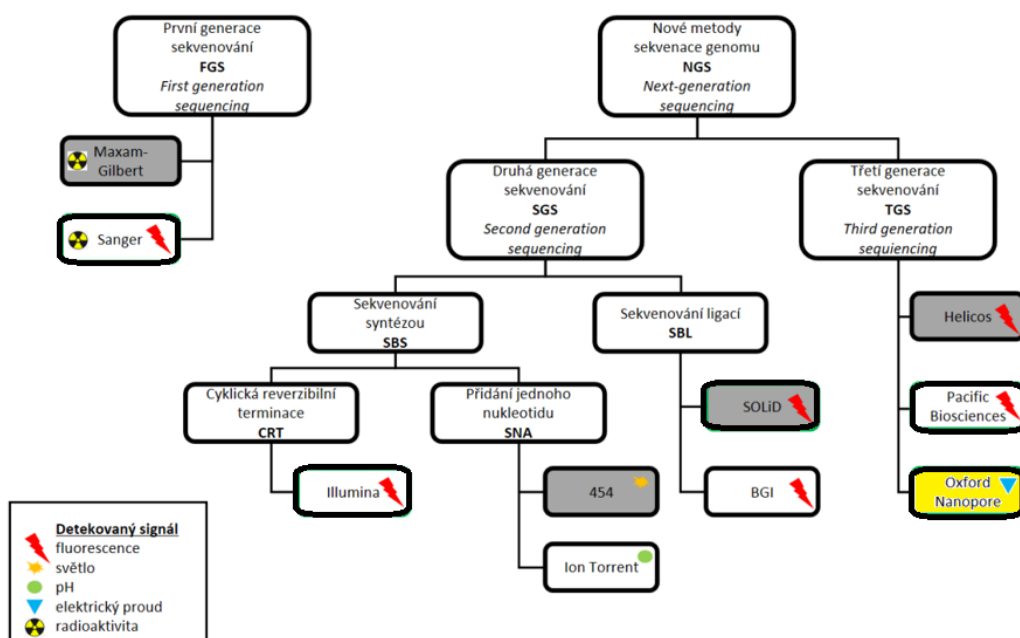 První generace
sekvenování
FGS
First generation
sequencing
Maxam-
Gilbert
Sanger
Nové metody
sekvenace genomu
NGS
Next-generation
sequencing
Druhá generace
sekvenování
SGS
Second generation
sequencing
Třetí generace
sekvenování
TGS
Third generation
sequiencing
Sekvenování
syntézou
SBS
Sekvenování ligací
SBL
Cyklická reverzibilní
terminace
CRT
Přidání jednoho
nukleotidu
SNA
Illumina
454
Ion Torrent
SOLiD
BGI
Helicos
Pacific
Biosciences
Oxford
Nanopore
Detekovaný signál
fluorescence
světlo
pH
elektrický proud
radioaktivita